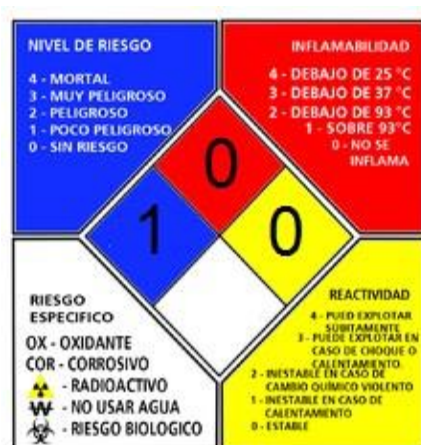 NIVEL DE RIESGO
4 - MORTAL
3 - MUY PELIGROSO
2 - PELIGROSO
1 - POCO PELIGROSO
0 - SIN RIESGO
INFLAMABILIDAD
4 - DEBAJO DE 25 °C
3 - DEBAJO DE 37 °C
2 - DEBAJO DE 93 °C
1 - SOBRE 93°C
0 - NO SE
INFLAMA
0
1
0
RIESGO
ESPECIFICO
OX - OXIDANTE
COR - CORROSIVO
- RADIOACTIVO
W - NO USAR AGUA
- RIESGO BIOLOGICO
REACTIVIDAD
4 - PUED EXPLOTAR
SUBITAMENTE
3 - PUEDE EXPLOTAR EN
CASO DE CHOQUE O
CALENTAMIENTO.
2 - INESTABLE EN CASO DE
CAMBIO QUÍMICO VIOLENTO
1 - INESTABLE EN CASO DE
CALENTAMIENTO
0 - ESTABLE